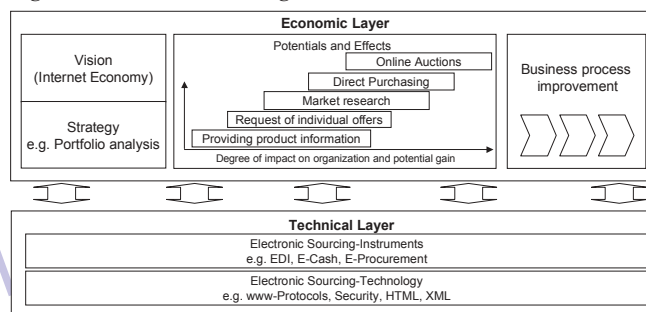 Economic Layer
Vision
(Internet Economy)
Strategy
e.g. Portfolio analysis
Potentials and Effects
Online Auctions
Direct Purchasing
Market research
Request of individual offers
Providing product information
Degree of impact on organization and potential gain
Business process
improvement
Technical Layer
Electronic Sourcing-Instruments
e.g. EDI, E-Cash, E-Procurement
Electronic Sourcing-Technology
e.g. www-Protocols, Security, HTML, XML